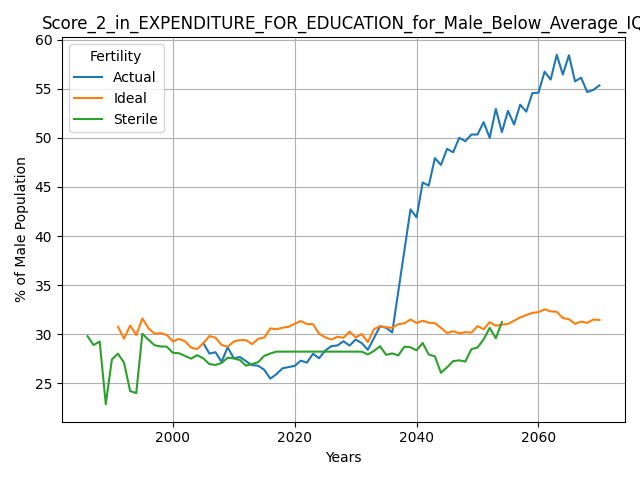 Score_2_in_EXPENDITURE_FOR_EDUCATION_for_Male_Below_Average_IQ
60
55
50
45
40
35
30
25
% of Male Population
Fertility
Actual
Ideal
Sterile
2000
2020
2040
2060
Years